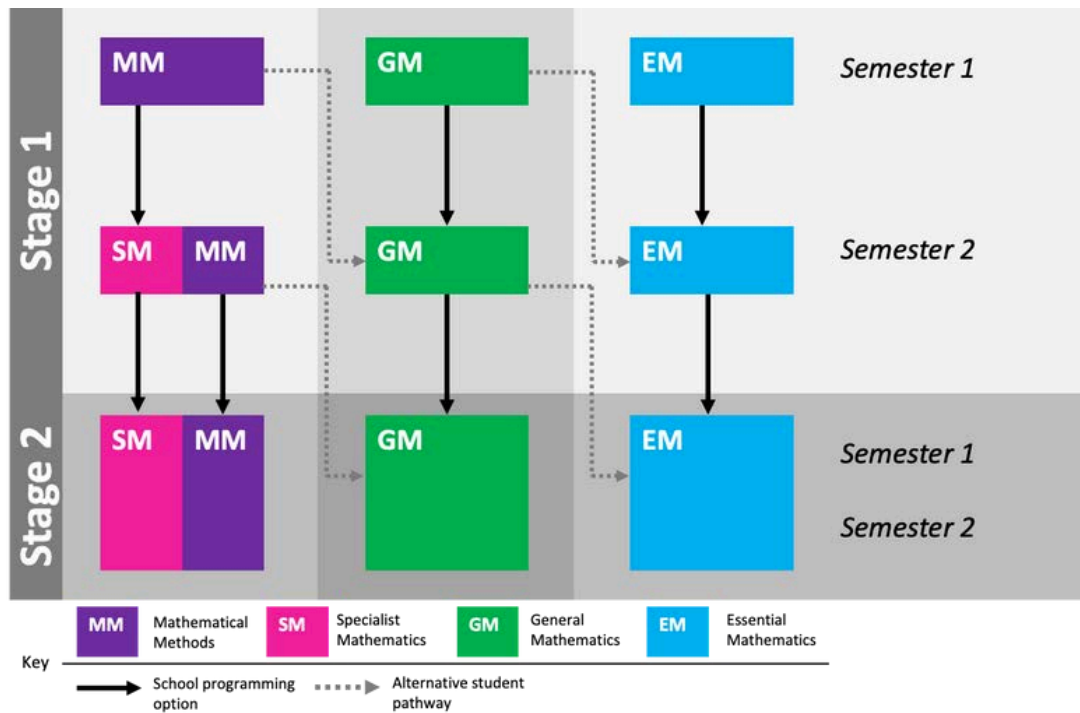 Stage 1
MM
GM
EM
Semester 1
SM
MM
GM
EM
Semester 2
Stage 2
SM
MM
GM
EM
Semester 1
Semester 2
MM
Mathematical
Methods
SM
Specialist
Mathematics
GM
General
Mathematics
EM
Essential
Mathematics
Key
School programming
option
Alternative student
pathway